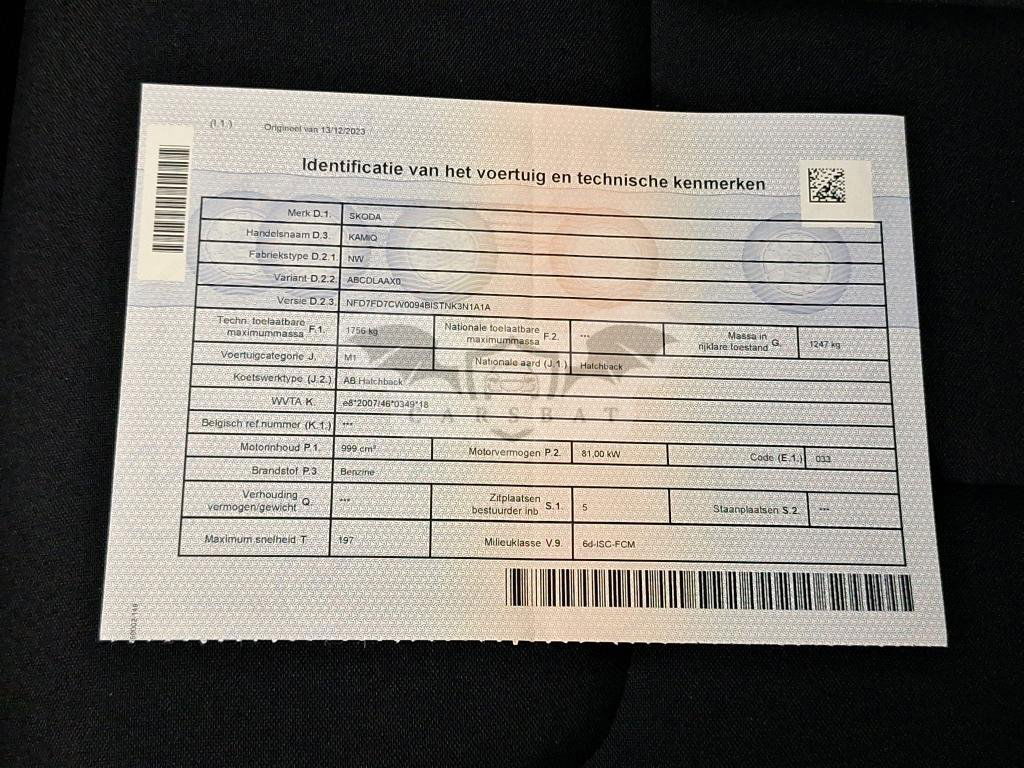 (I.1.) Origineel van 13/12/2023
Identificatie van het voertuig en technische kenmerken
Merk D.1. SKODA
Handelsnaam D.3. KAMIQ
Fabriekstype D.2.1. NW
Variant D.2.2. ABCDLAAX0
Versie D.2.3. NFD7FD7CW0094BISTNK3N1A1A
Techn. toelaatbare maximummassa F.1. 1756 kg Nationale toelaatbare maximummassa F.2. --- Massa in rijklare toestand G. 1247 kg
Voertuigcategorie J. M1 Nationale aard (J.1.) Hatchback
Koetswerktype (J.2.) AB Hatchback
WVTA K. e8*2007/46*0349*18
CARSBAT
Belgisch ref.nummer (K.1.) ---
Motorinhoud P.1. 999 cm³ Motorvermogen P.2. 81,00 kW Code (E.1.) 033
Brandstof P.3. Benzine
Verhouding vermogen/gewicht Q. --- Zitplaatsen bestuurder inb S.1. 5 Staanplaatsen S.2. ---
Maximum snelheid T. 197 Milieuklasse V.9. 6d-ISC-FCM